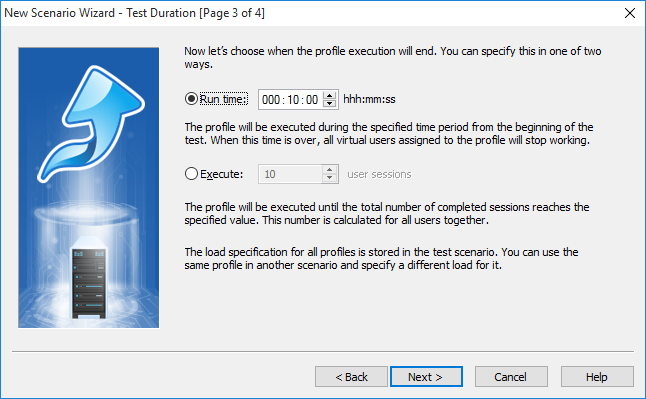 New Scenario Wizard - Test Duration [Page 3 of 4]
Now let's choose when the profile execution will end. You can specify this in one of two
ways.
Run time: 000:10:00 hhh:mm:ss
The profile will be executed during the specified time period from the beginning of the
test. When this time is over, all virtual users assigned to the profile will stop working.
Execute: 10 user sessions
The profile will be executed until the total number of completed sessions reaches the
specified value. This number is calculated for all users together.
The load specification for all profiles is stored in the test scenario. You can use the
same profile in another scenario and specify a different load for it.
< Back Next > Cancel Help